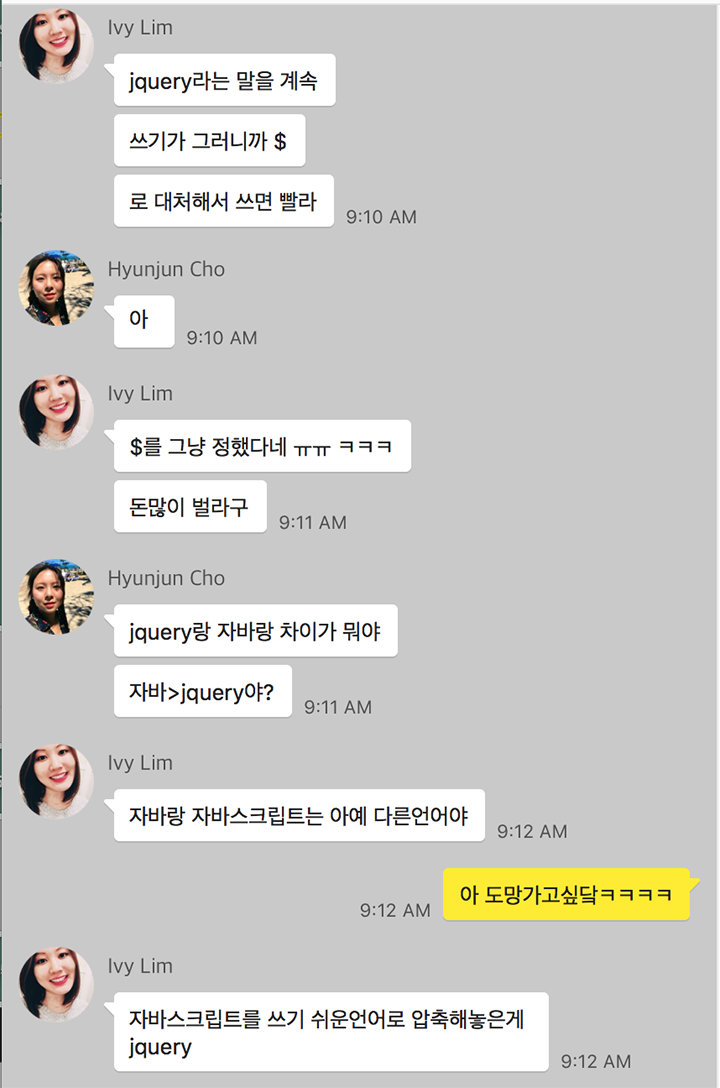 Ivy Lim
jquery라는 말을 계속
쓰기가 그러니까 $
로 대처해서 쓰면 빨라
9:10 AM
Hyunjun Cho
아
9:10 AM
Ivy Lim
$를 그냥 정했다네 ㅠㅠ ㅋㅋㅋ
돈많이 벌라구
9:11 AM
Hyunjun Cho
jquery랑 자바랑 차이가 뭐야
자바>jquery야?
9:11 AM
Ivy Lim
자바랑 자바스크립트는 아예 다른언어야
9:12 AM
아 도망가고싶닼ㅋㅋㅋㅋ
9:12 AM
Ivy Lim
자바스크립트를 쓰기 쉬운언어로 압축해놓은게
jquery
9:12 AM